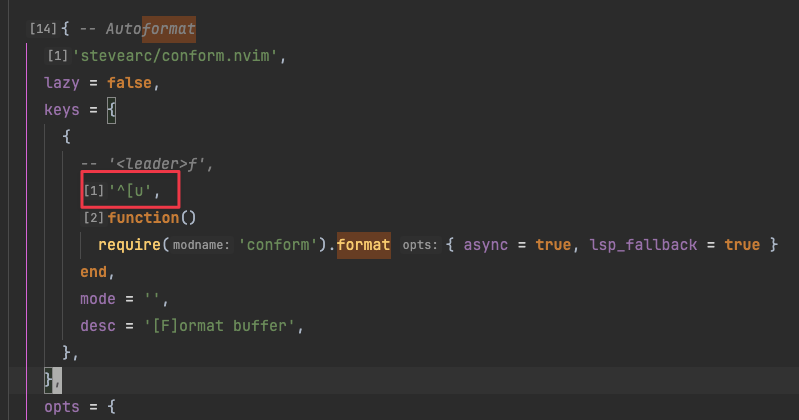 [14] { -- Autoformat
[1] 'stevearc/conform.nvim',
lazy = false,
keys = {
{
-- '<leader>f',
[1] '^[u',
[2] function()
require( modname: 'conform').format opts: { async = true, lsp_fallback = true }
end,
mode = '',
desc = '[F]ormat buffer',
},
},
opts = {